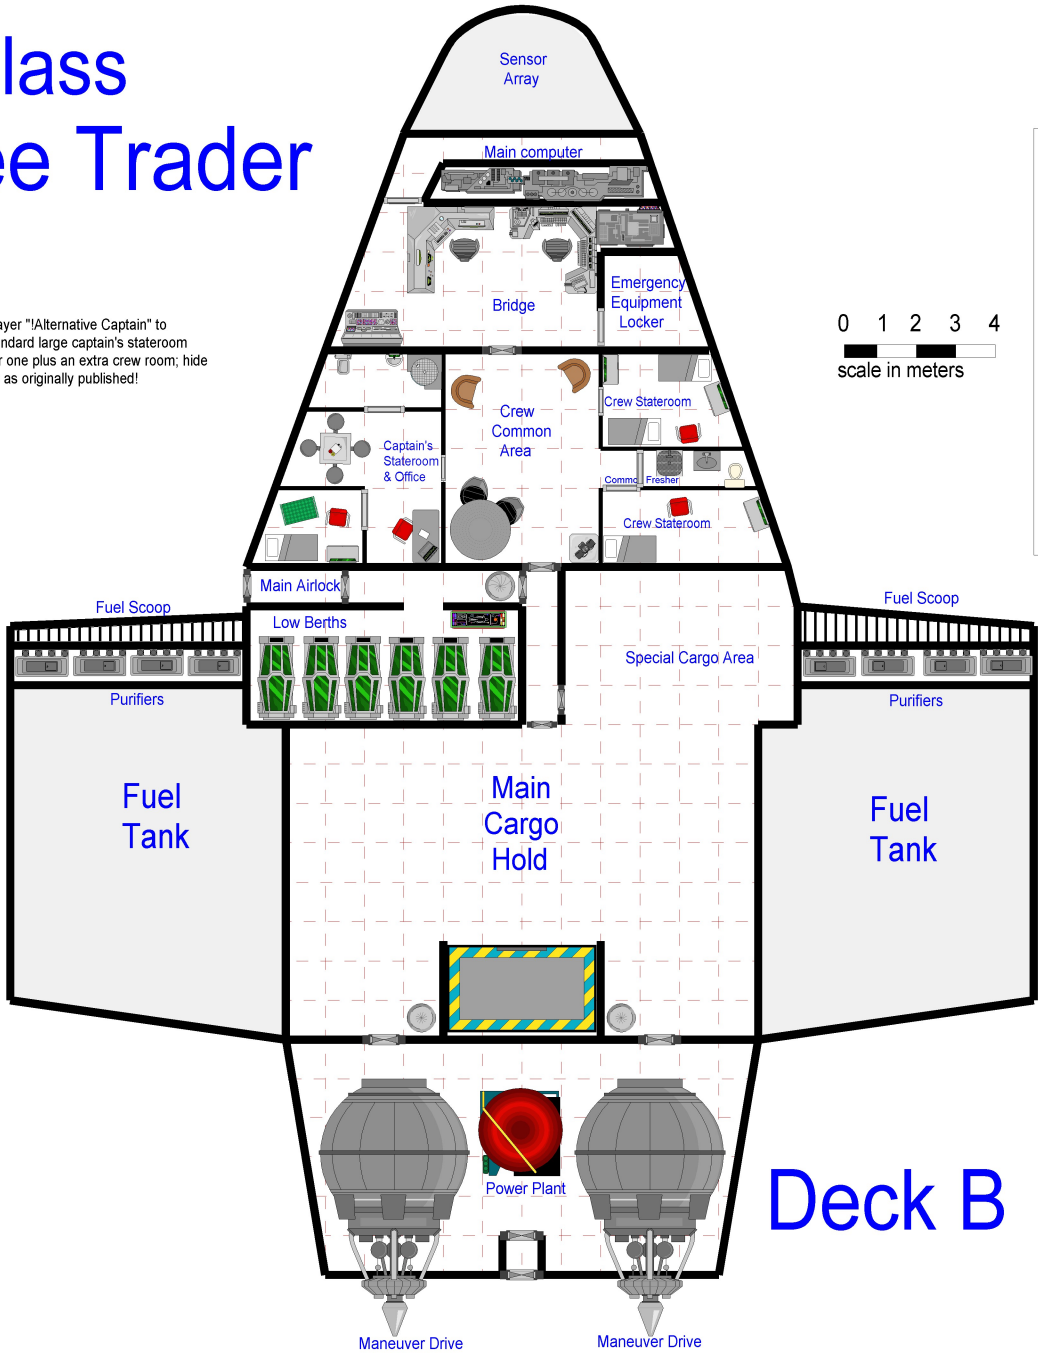 lass
ee Trader
Sensor
Array
Main computer
ayer "!Alternative Captain" to
ndard large captain's stateroom
r one plus an extra crew room; hide
as originally published!
Bridge
Emergency
Equipment
Locker
0 1 2 3 4
scale in meters
Crew
Common
Area
Crew Stateroom
Captain's
Stateroom
& Office
Common Fresher
Crew Stateroom
Main Airlock
Fuel Scoop
Fuel Scoop
Low Berths
Special Cargo Area
Purifiers
Purifiers
Fuel
Tank
Main
Cargo
Hold
Fuel
Tank
Power Plant
Deck B
Maneuver Drive
Maneuver Drive